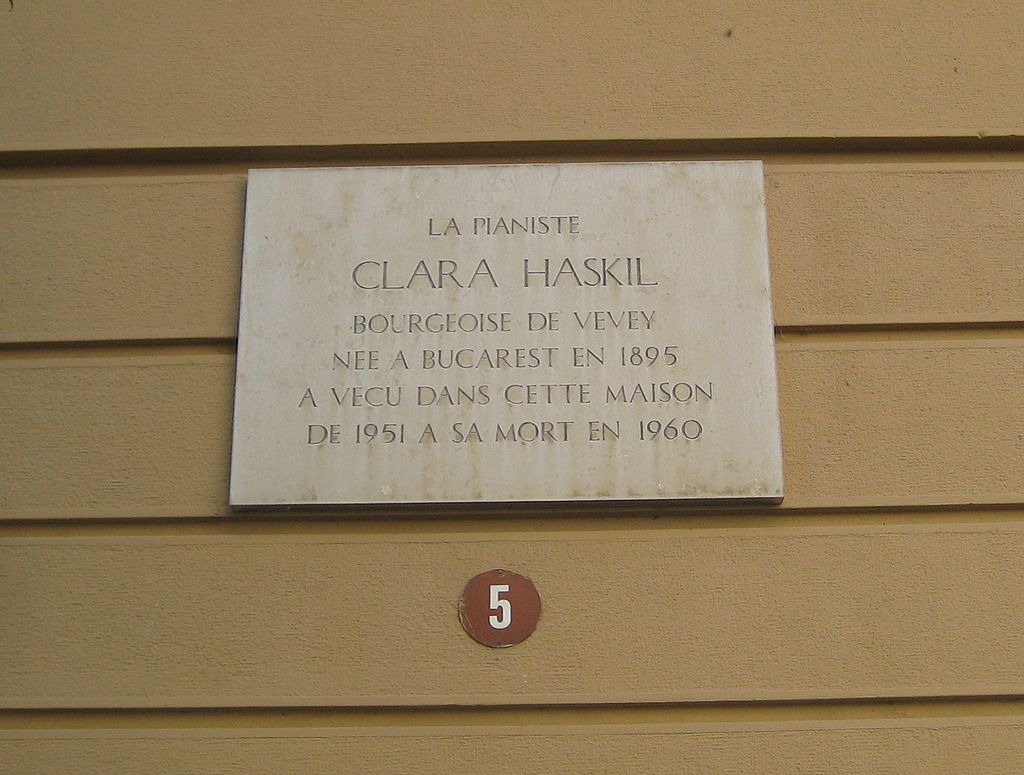 LA PIANISTE
CLARA HASKIL
BOURGEOISE DE VEVEY
NEE A BUCAREST EN 1895
A VECU DANS CETTE MAISON
DE 1951 A SA MORT EN 1960
5